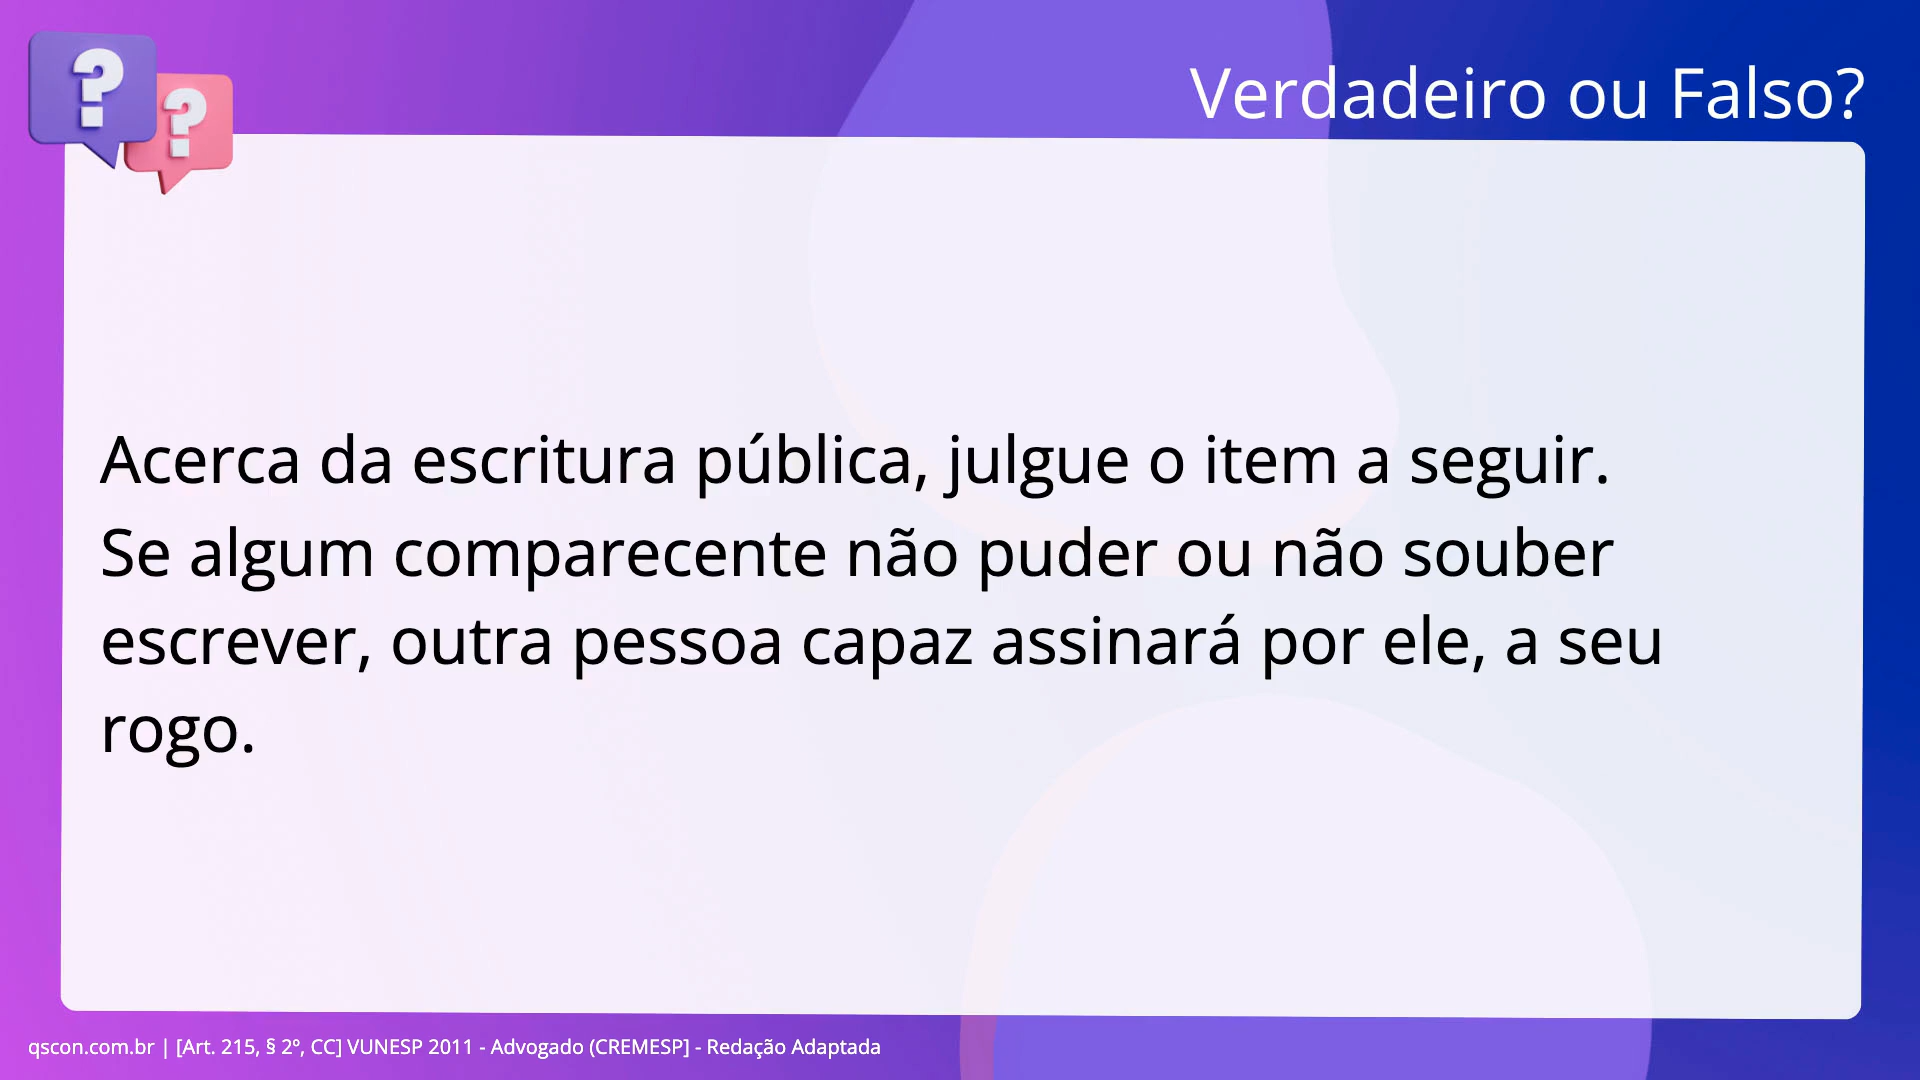 Verdadeiro ou Falso?
Acerca da escritura pública, julgue o item a seguir.
Se algum comparecente não puder ou não souber
escrever, outra pessoa capaz assinará por ele, a seu
rogo.
qscon.com.br | [Art. 215, § 2º, CC] VUNESP 2011 - Advogado (CREMESP] - Redação Adaptada